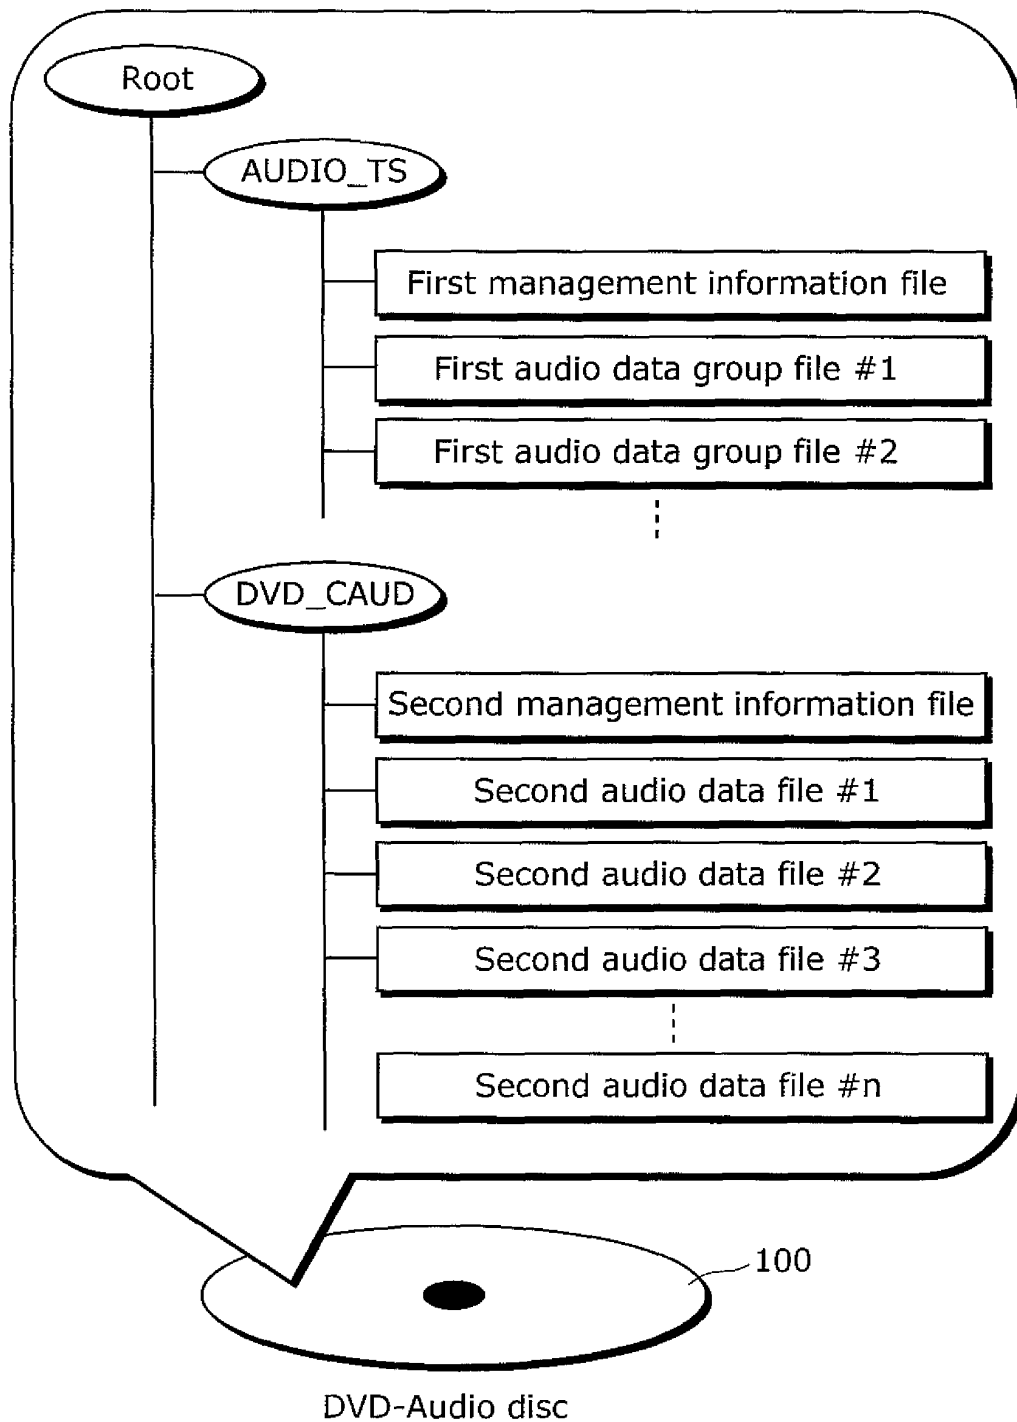 Root
AUDIO_TS
First management information file
First audio data group file #1
First audio data group file #2
DVD_CAUD
Second management information file
Second audio data file #1
Second audio data file #2
Second audio data file #3
Second audio data file #n
100
DVD-Audio disc